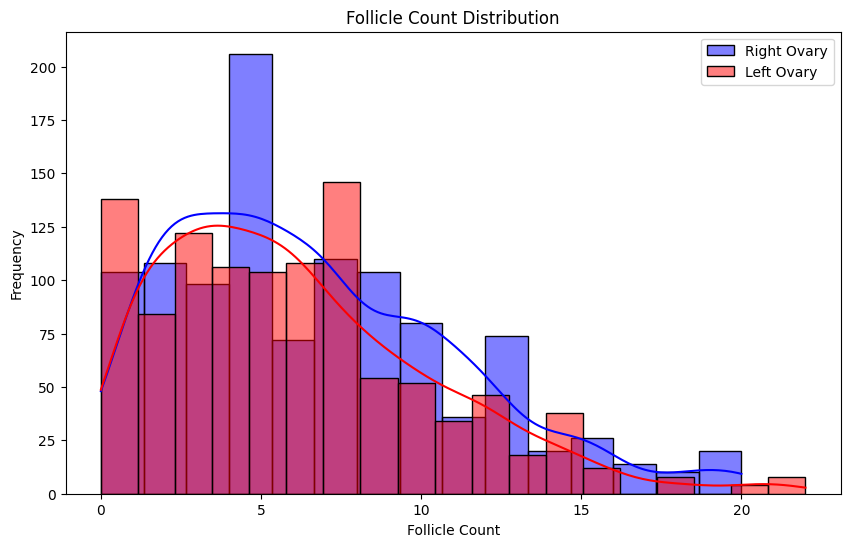 Follicle Count Distribution
Right Ovary
Left Ovary
200
175
150
125
100
75
50
25
0
Frequency
0 5 10 15 20
Follicle Count